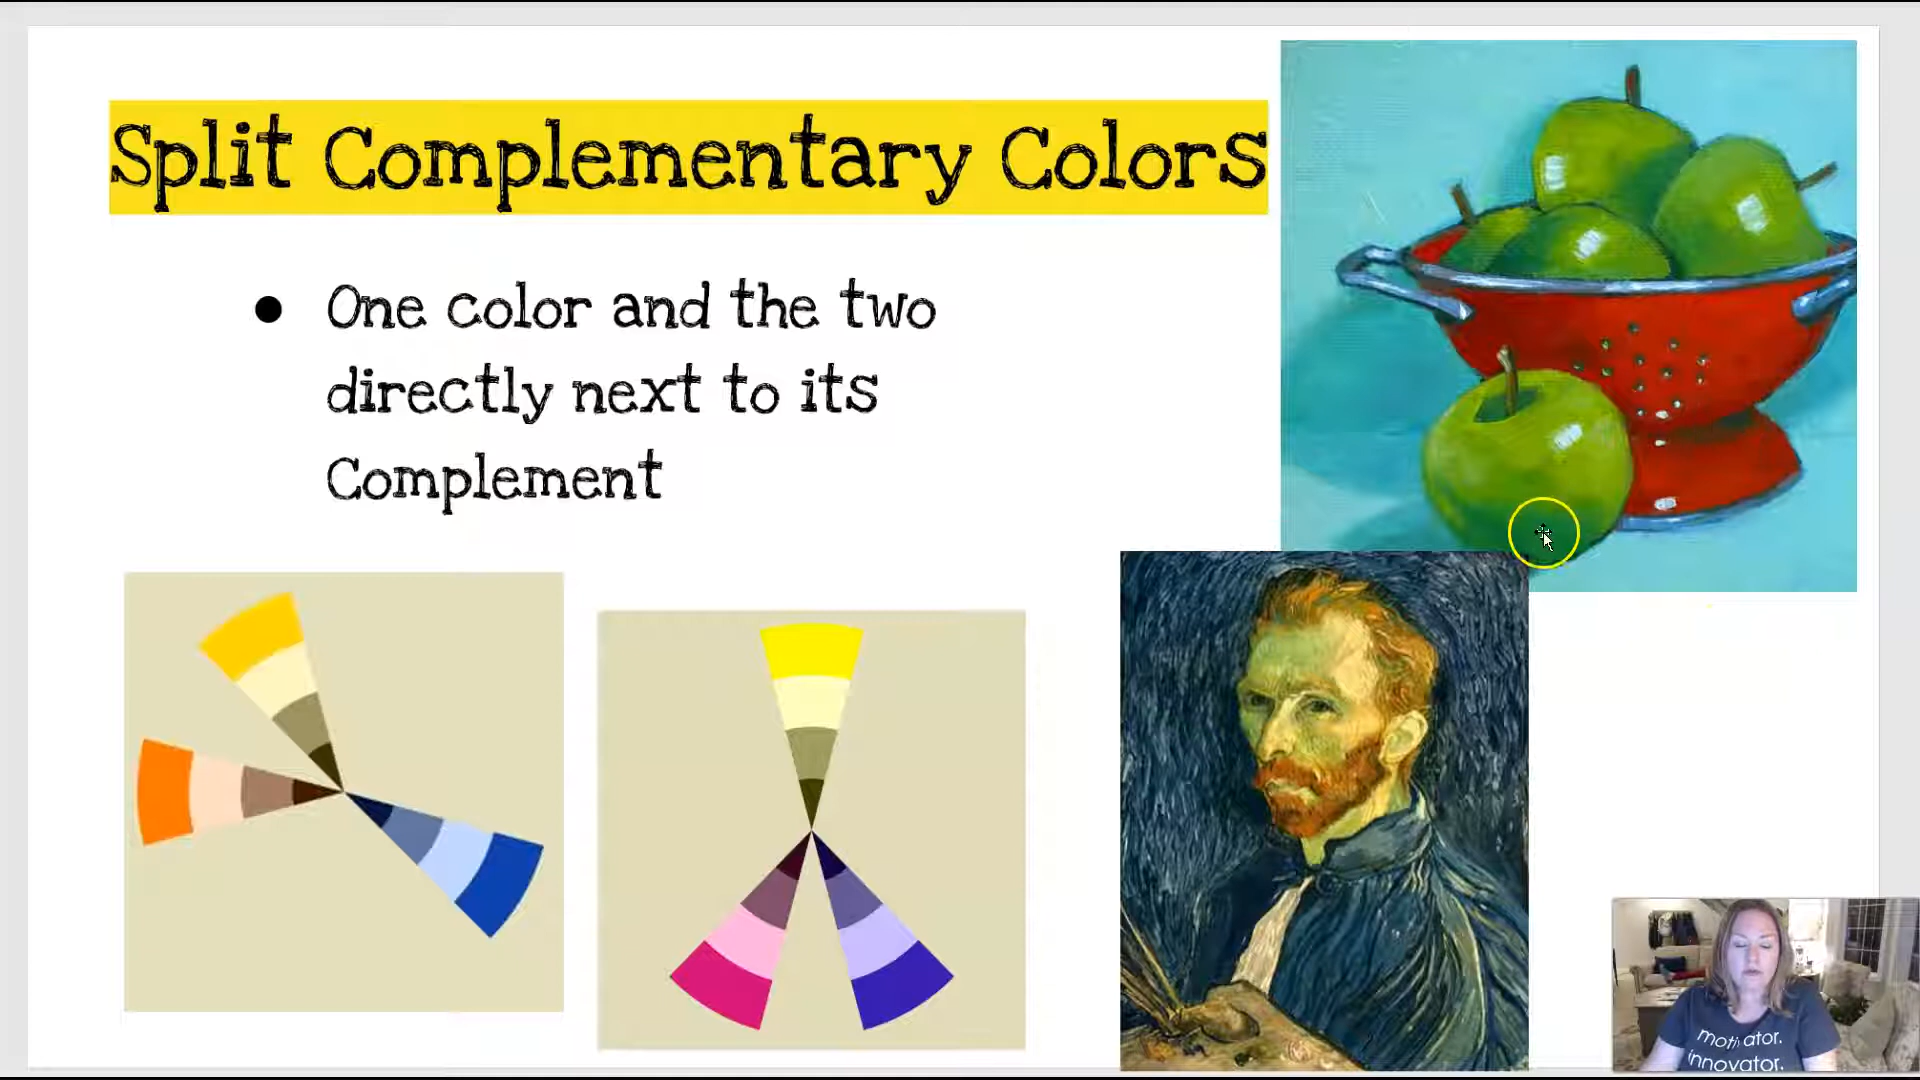 Split Complementary Colors
● One color and the two
directly next to its
Complement
motivator.
innovator.